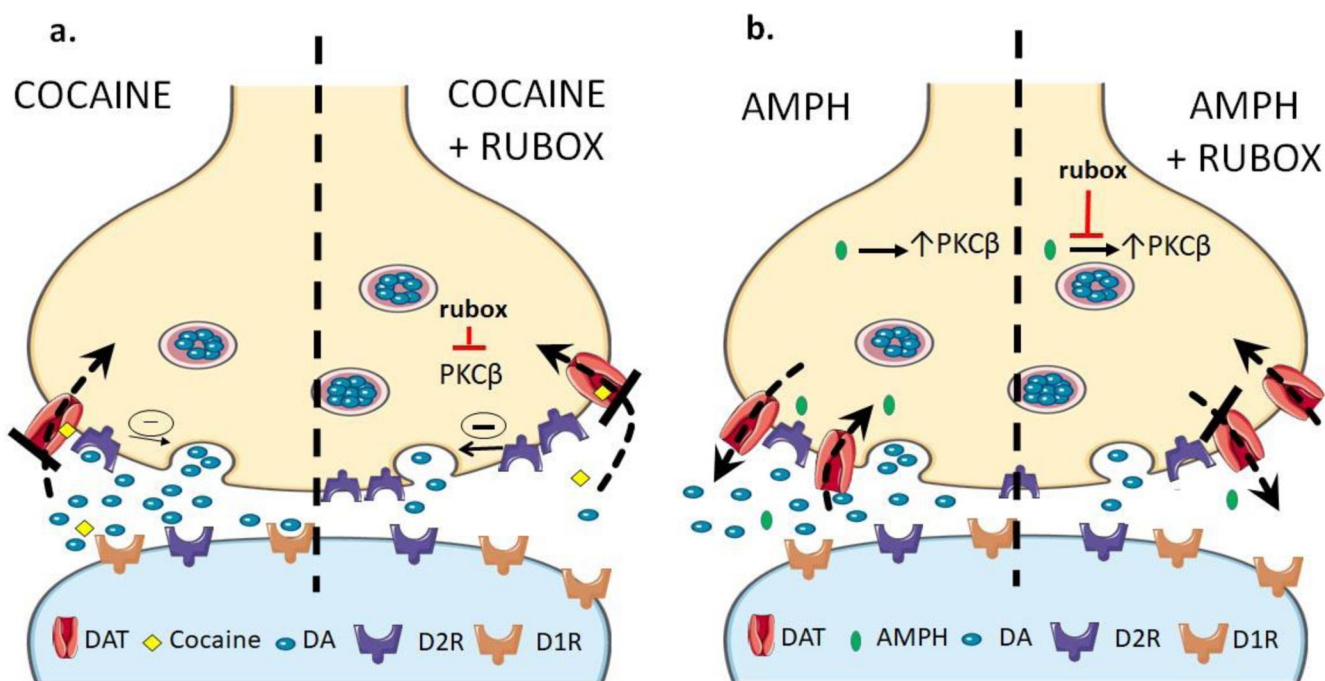 a.
COCAINE
COCAINE
+ RUBOX
rubox
PKCβ
−
−
DAT
Cocaine
DA
D2R
D1R
b.
AMPH
AMPH
+ RUBOX
rubox
↑PKCβ
↑PKCβ
DAT
AMPH
DA
D2R
D1R